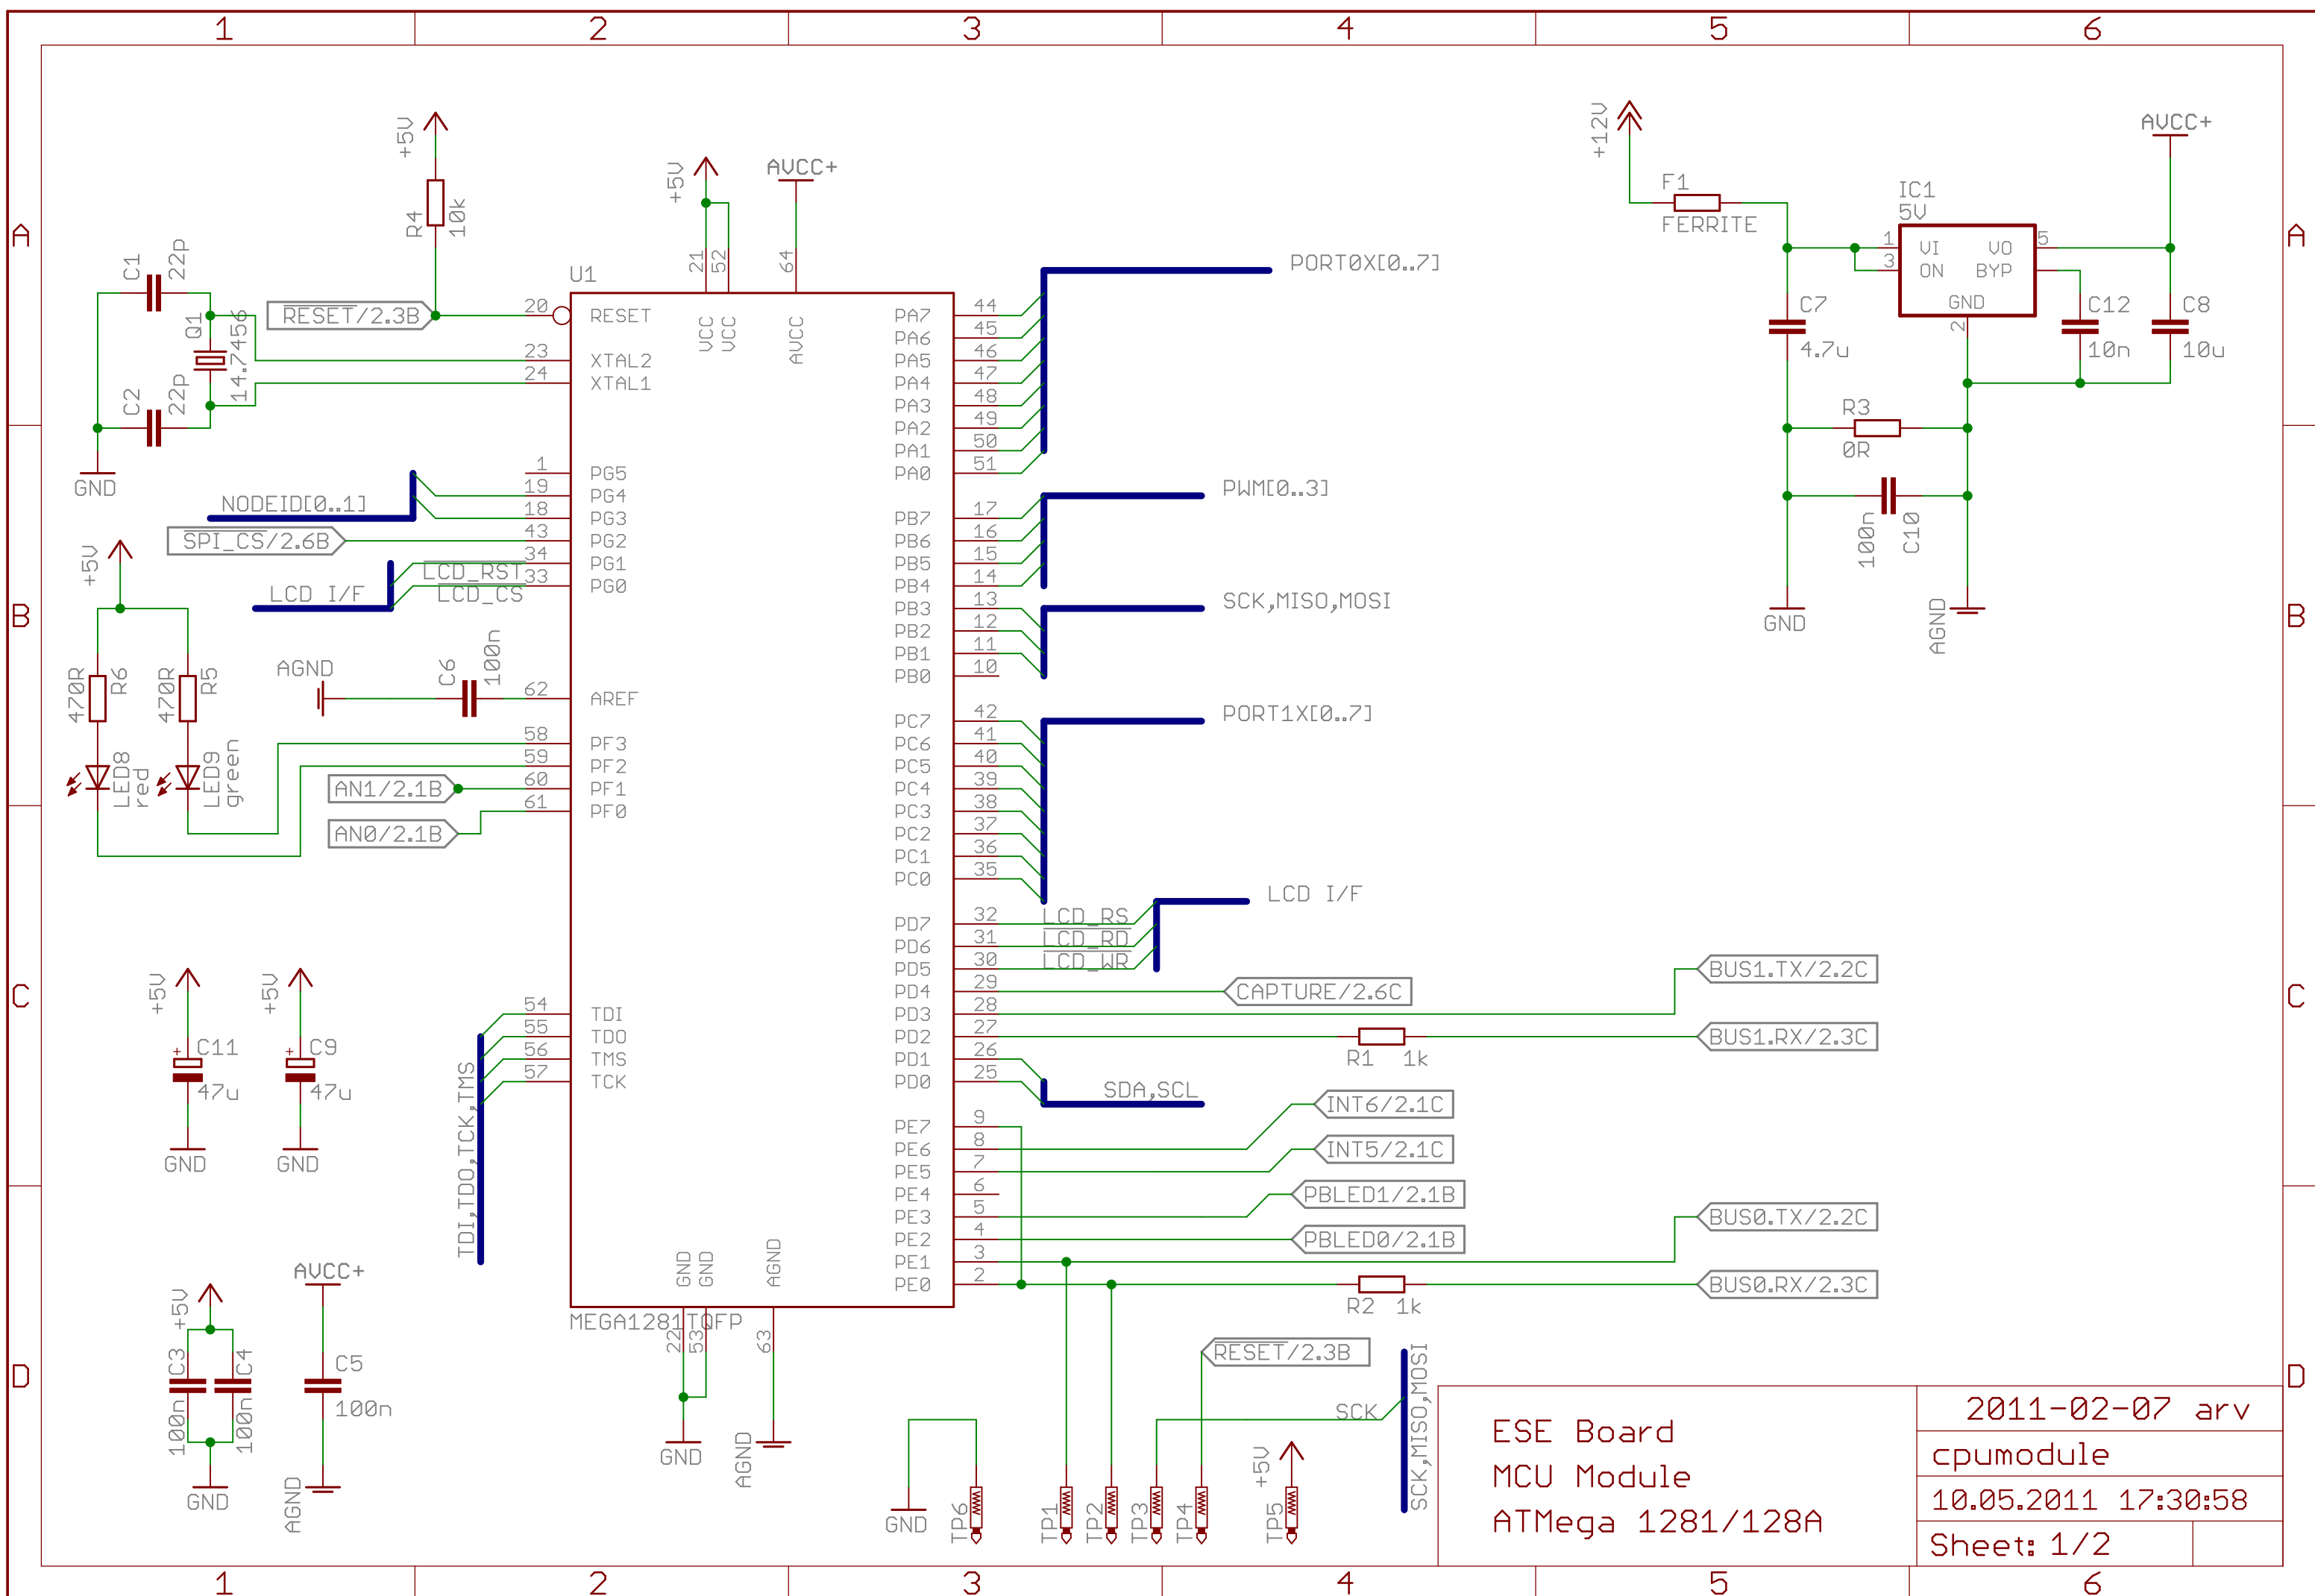 1 2 3 4 5 6
A
B
C
D
A
B
C
D
+5V
R4
10k
+5V
AVCC+
21
52
64
U1
C1
22P
RESET/2.3B
Q1
14.7456
C2
22P
GND
20 RESET
23 XTAL2
24 XTAL1
VCC
VCC
AVCC
1 PG5
19 PG4
18 PG3
43 PG2
34 PG1
33 PG0
NODEID[0..1]
SPI_CS/2.6B
LCD_RST
LCD_CS
LCD I/F
+5V
470R
R6
470R
R5
LED8
red
LED9
green
AGND
C6
100n
62 AREF
58 PF3
59 PF2
60 PF1
61 PF0
AN1/2.1B
AN0/2.1B
+5V
C11
47u
GND
+5V
C9
47u
GND
54 TDI
55 TDO
56 TMS
57 TCK
TDI,TDO,TCK,TMS
+5V
C3
100n
C4
100n
GND
AVCC+
C5
100n
AGND
MEGA1281TQFP
GND
GND
AGND
22
53
63
GND
AGND
PA7 44
PA6 45
PA5 46
PA4 47
PA3 48
PA2 49
PA1 50
PA0 51
PORT0X[0..7]
PB7 17
PB6 16
PB5 15
PB4 14
PB3 13
PB2 12
PB1 11
PB0 10
PWM[0..3]
SCK,MISO,MOSI
PC7 42
PC6 41
PC5 40
PC4 39
PC3 38
PC2 37
PC1 36
PC0 35
PORT1X[0..7]
PD7 32
PD6 31
PD5 30
PD4 29
PD3 28
PD2 27
PD1 26
PD0 25
LCD I/F
LCD_RS
LCD_RD
LCD_WR
CAPTURE/2.6C
BUS1.TX/2.2C
R1 1k
BUS1.RX/2.3C
SDA,SCL
PE7 9
PE6 8
PE5 7
PE4 6
PE3 5
PE2 4
PE1 3
PE0 2
INT6/2.1C
INT5/2.1C
PBLED1/2.1B
PBLED0/2.1B
BUS0.TX/2.2C
R2 1k
BUS0.RX/2.3C
RESET/2.3B
SCK
SCK,MISO,MOSI
GND
TP6
TP1
TP2
TP3
TP4
+5V
TP5
+12V
F1
FERRITE
IC1
5V
1 VI VO 5
3 ON BYP
GND
2
AVCC+
C7
4.7u
C12
10n
C8
10u
R3
0R
100n
C10
GND
AGND
ESE Board
MCU Module
ATMega 1281/128A
2011-02-07 arv
cpumodule
10.05.2011 17:30:58
Sheet: 1/2
1 2 3 4 5 6